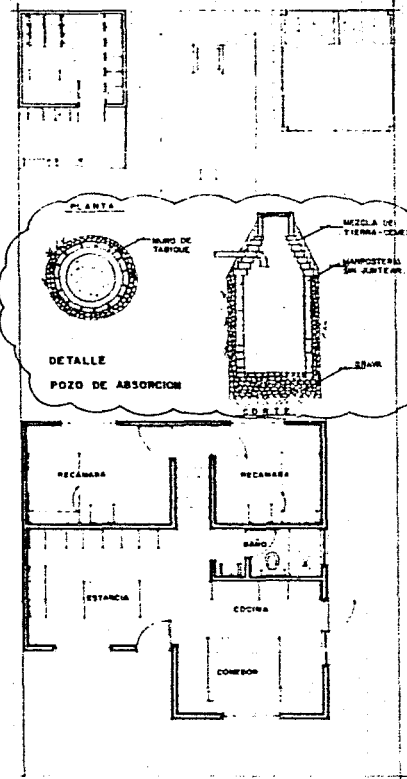 PLANTA
MURO DE
TABIQUE
MEZCLA DE
TIERRA-CEMEN
MAMPOSTERIA
SIN JUNTEAR.
GRAVA
DETALLE
POZO DE ABSORCION
CORTE
RECAMARA
RECAMARA
BAÑO
ESTANCIA
COCINA
COMEDOR